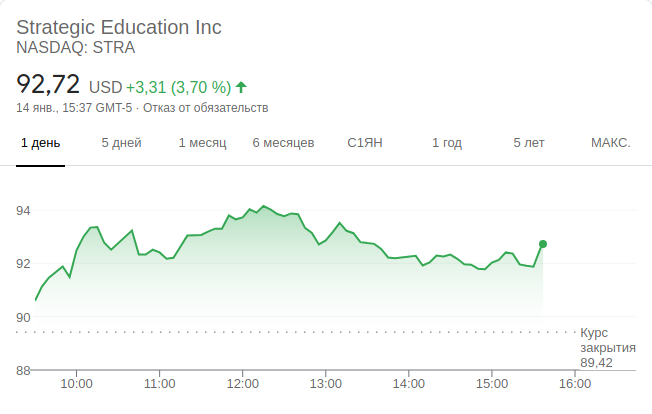 Strategic Education Inc
NASDAQ: STRA
92,72 USD +3,31 (3,70 %)
14 янв., 15:37 GMT-5 · Отказ от обязательств
1 день 5 дней 1 месяц 6 месяцев С1ЯН 1 год 5 лет МАКС.
94
92
90
Курс
закрытия
89,42
88
10:00 11:00 12:00 13:00 14:00 15:00 16:00